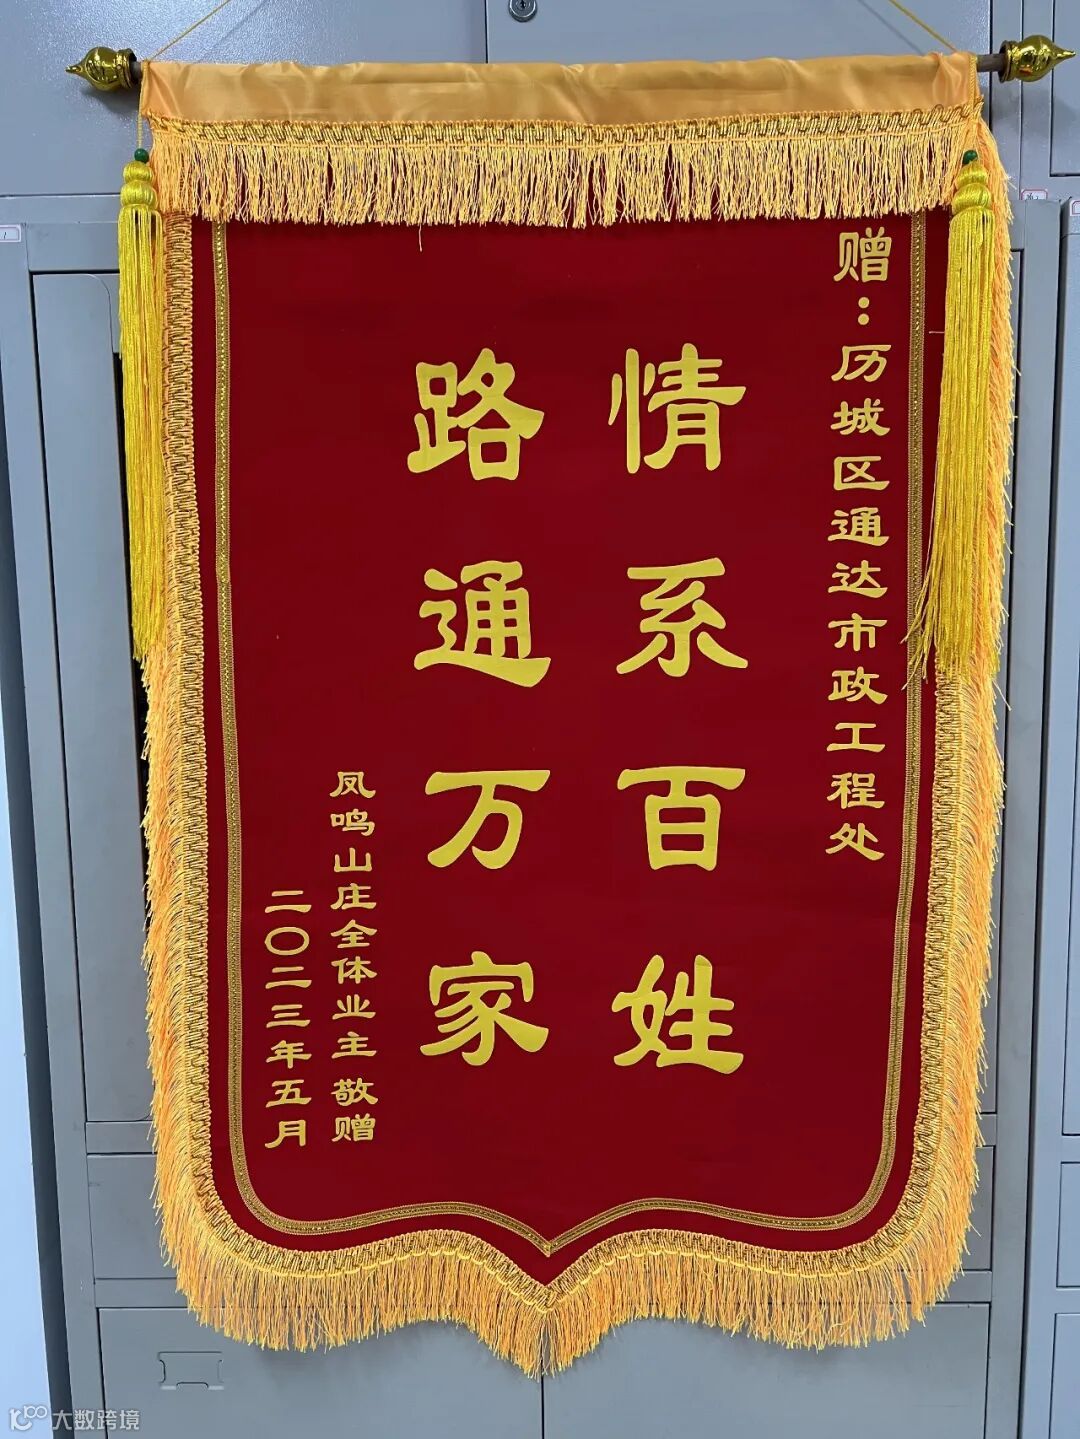 赠：历城区通达市政工程处
情系百姓
路通万家
凤鸣山庄全体业主 敬赠
二〇二三年五月
大数跨境